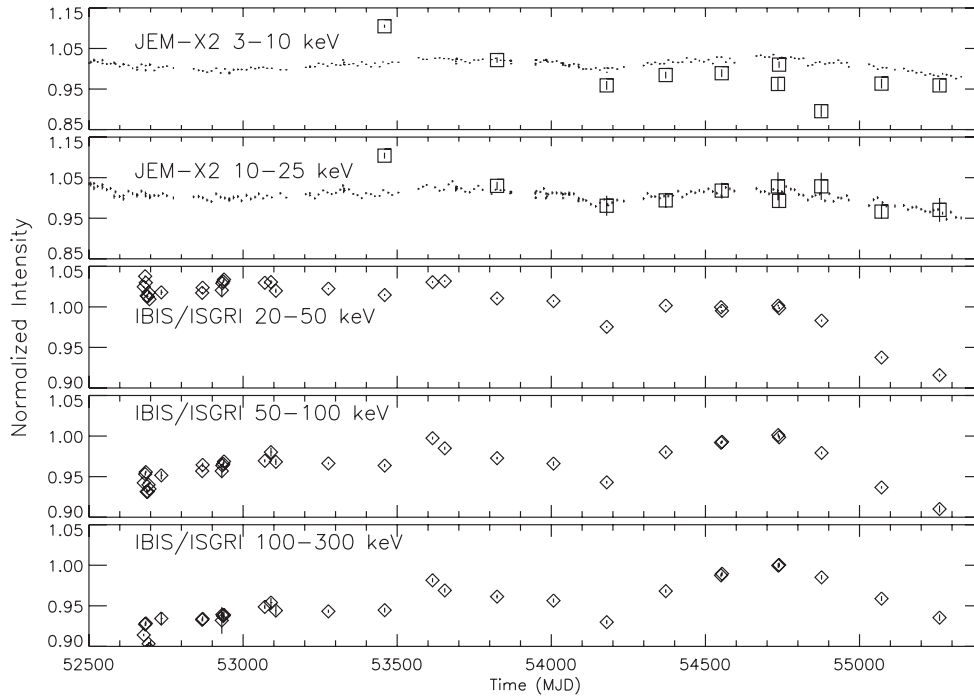 1.15
1.05
0.95
0.85
JEM-X2 3-10 keV
1.15
1.05
0.95
0.85
JEM-X2 10-25 keV
1.05
1.00
0.95
0.90
IBIS/ISGRI 20-50 keV
1.05
1.00
0.95
0.90
IBIS/ISGRI 50-100 keV
1.05
1.00
0.95
0.90
IBIS/ISGRI 100-300 keV
Normalized Intensity
52500 53000 53500 54000 54500 55000
Time (MJD)